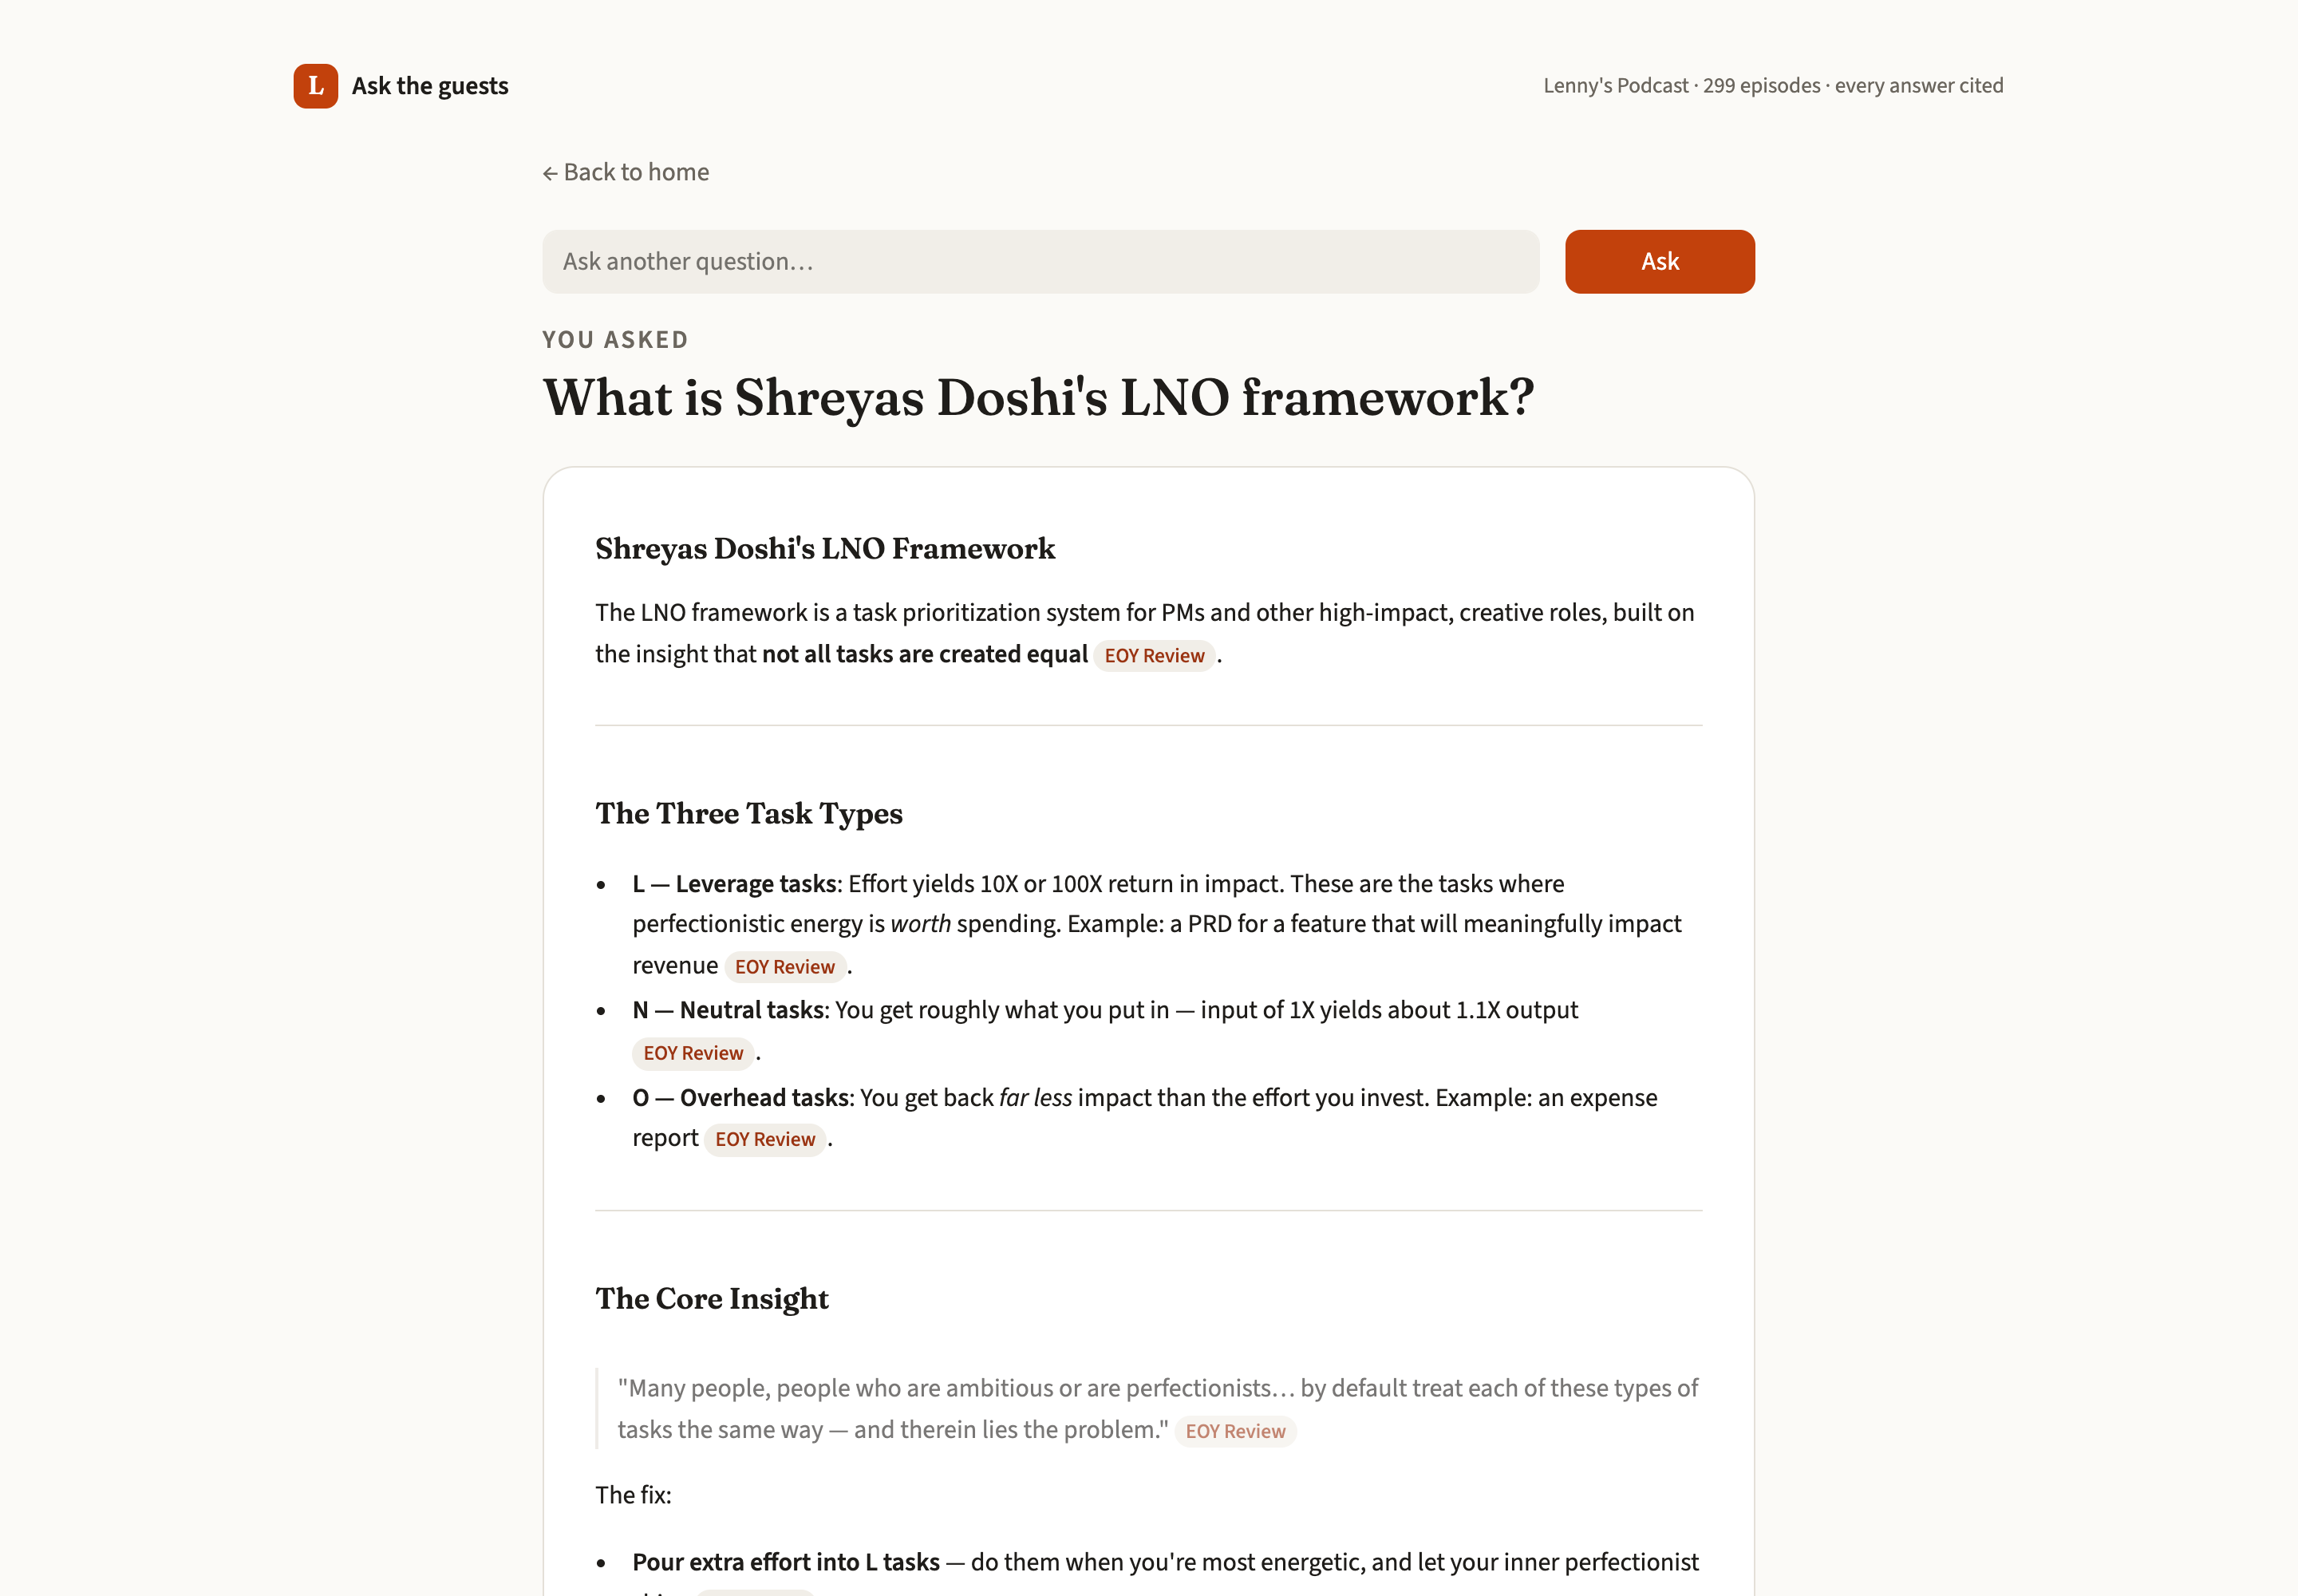 L Ask the guests
Lenny's Podcast · 299 episodes · every answer cited
← Back to home
Ask another question…
Ask
YOU ASKED
What is Shreyas Doshi's LNO framework?
Shreyas Doshi's LNO Framework
The LNO framework is a task prioritization system for PMs and other high-impact, creative roles, built on
the insight that not all tasks are created equal EOY Review.
The Three Task Types
• L — Leverage tasks: Effort yields 10X or 100X return in impact. These are the tasks where
perfectionistic energy is worth spending. Example: a PRD for a feature that will meaningfully impact
revenue EOY Review.
• N — Neutral tasks: You get roughly what you put in — input of 1X yields about 1.1X output
EOY Review.
• O — Overhead tasks: You get back far less impact than the effort you invest. Example: an expense
report EOY Review.
The Core Insight
"Many people, people who are ambitious or are perfectionists… by default treat each of these types of
tasks the same way — and therein lies the problem." EOY Review
The fix:
• Pour extra effort into L tasks — do them when you're most energetic, and let your inner perfectionist